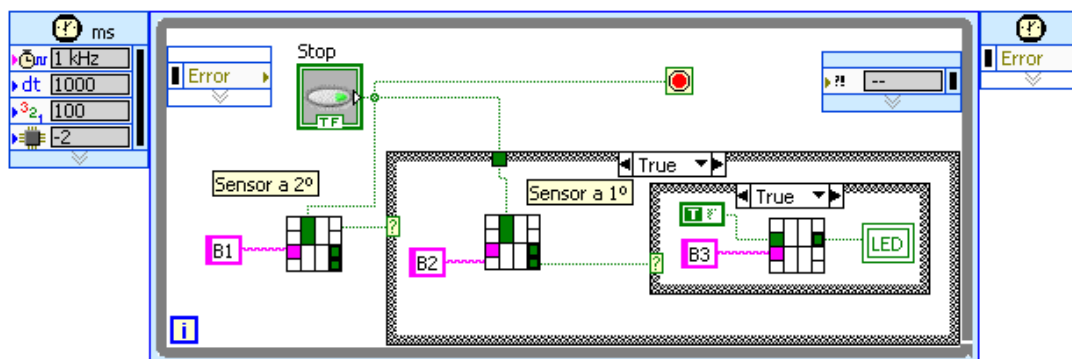 ms
1 kHz
dt 1000
321 100
-2
Error
Stop
TF
?! --
Error
True
Sensor a 2º
Sensor a 1º
True
B1
?
B2
?
T F
B3
LED
i